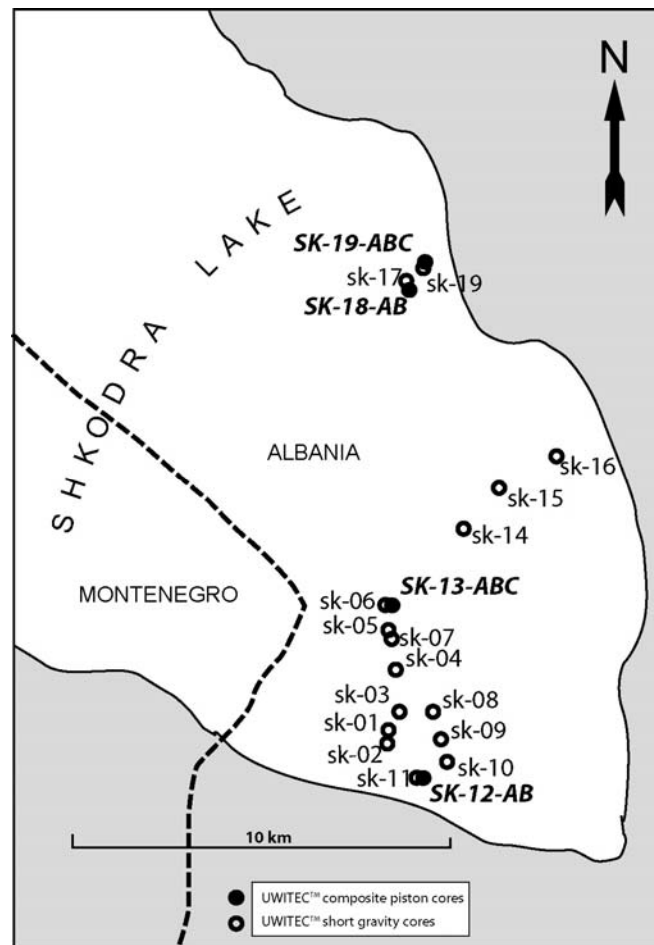 N
SHKODRA LAKE
SK-19-ABC
sk-17
sk-19
SK-18-AB
ALBANIA
sk-16
sk-15
sk-14
MONTENEGRO
sk-06
SK-13-ABC
sk-05
sk-07
sk-04
sk-03
sk-08
sk-01
sk-09
sk-02
sk-10
sk-11
SK-12-AB
10 km
UWITEC™ composite piston cores
UWITEC™ short gravity cores